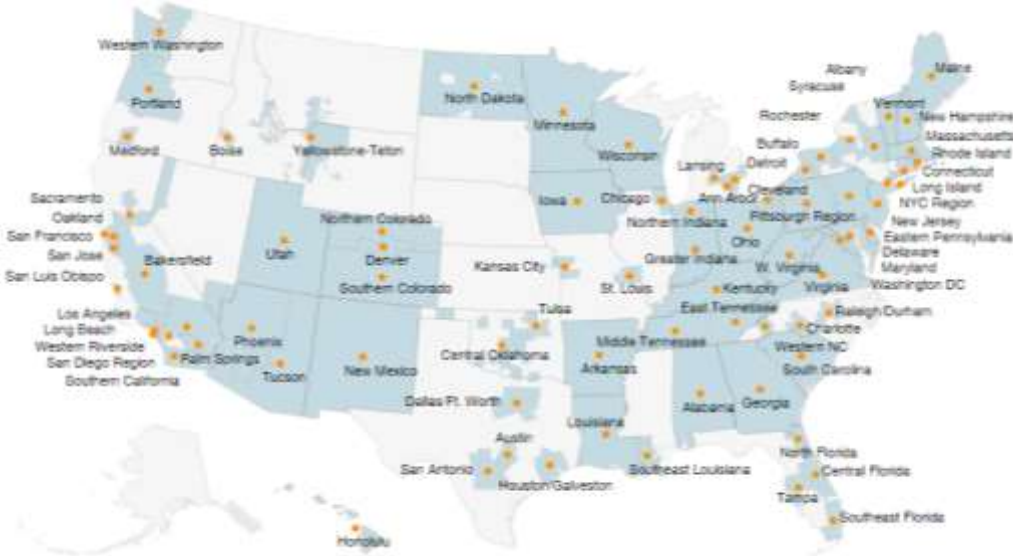 Western Washington
Portland
Medford
Boise
Yellowstone-Teton
North Dakota
Minnesota
Wisconsin
Iowa
Chicago
Lansing
Detroit
Ann Arbor
Cleveland
Northern Indiana
Pittsburgh Region
Ohio
Greater Indiana
W. Virginia
Virginia
Kentucky
Albany
Syracuse
Rochester
Buffalo
Maine
Vermont
New Hampshire
Massachusetts
Rhode Island
Connecticut
Long Island
NYC Region
New Jersey
Eastern Pennsylvania
Delaware
Maryland
Washington DC
Sacramento
Oakland
San Francisco
San Jose
San Luis Obispo
Bakersfield
Los Angeles
Long Beach
Western Riverside
San Diego Region
Southern California
Palm Springs
Utah
Northern Colorado
Denver
Southern Colorado
Phoenix
Tucson
New Mexico
Kansas City
St. Louis
Tulsa
Central Oklahoma
Dallas/Ft. Worth
Austin
San Antonio
Houston/Galveston
Arkansas
Louisiana
Southeast Louisiana
East Tennessee
Middle Tennessee
Raleigh/Durham
Charlotte
Western NC
South Carolina
Alabama
Georgia
North Florida
Central Florida
Tampa
Southeast Florida
Honolulu